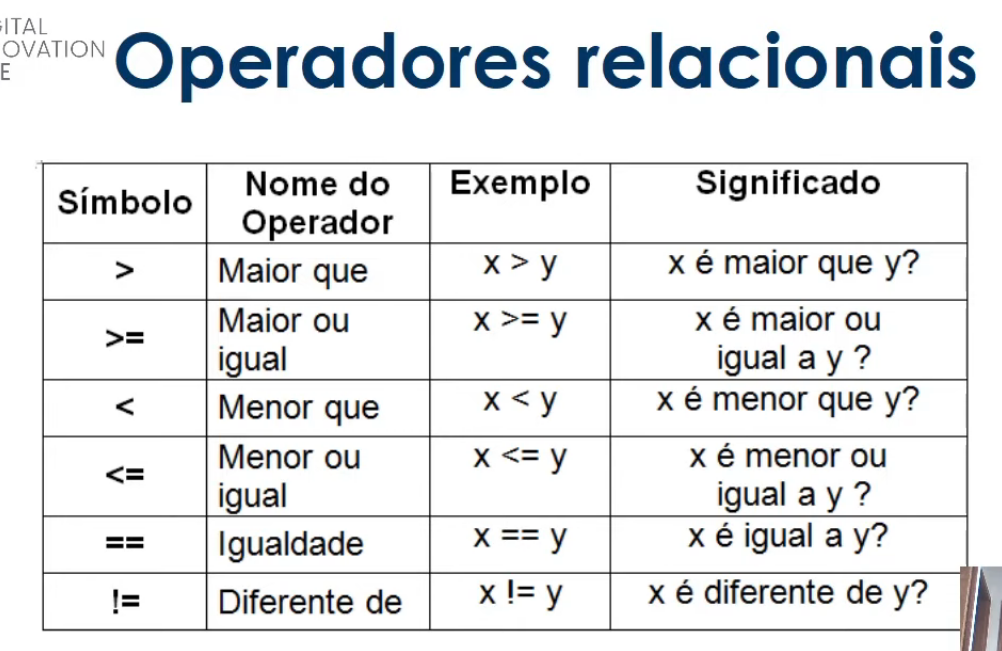 ITAL
OVATION
E
Operadores relacionais
Símbolo
Nome do
Operador
Exemplo
Significado
>
Maior que
x > y
x é maior que y?
>=
Maior ou
igual
x >= y
x é maior ou
igual a y ?
<
Menor que
x < y
x é menor que y?
<=
Menor ou
igual
x <= y
x é menor ou
igual a y ?
==
Igualdade
x == y
x é igual a y?
!=
Diferente de
x != y
x é diferente de y?